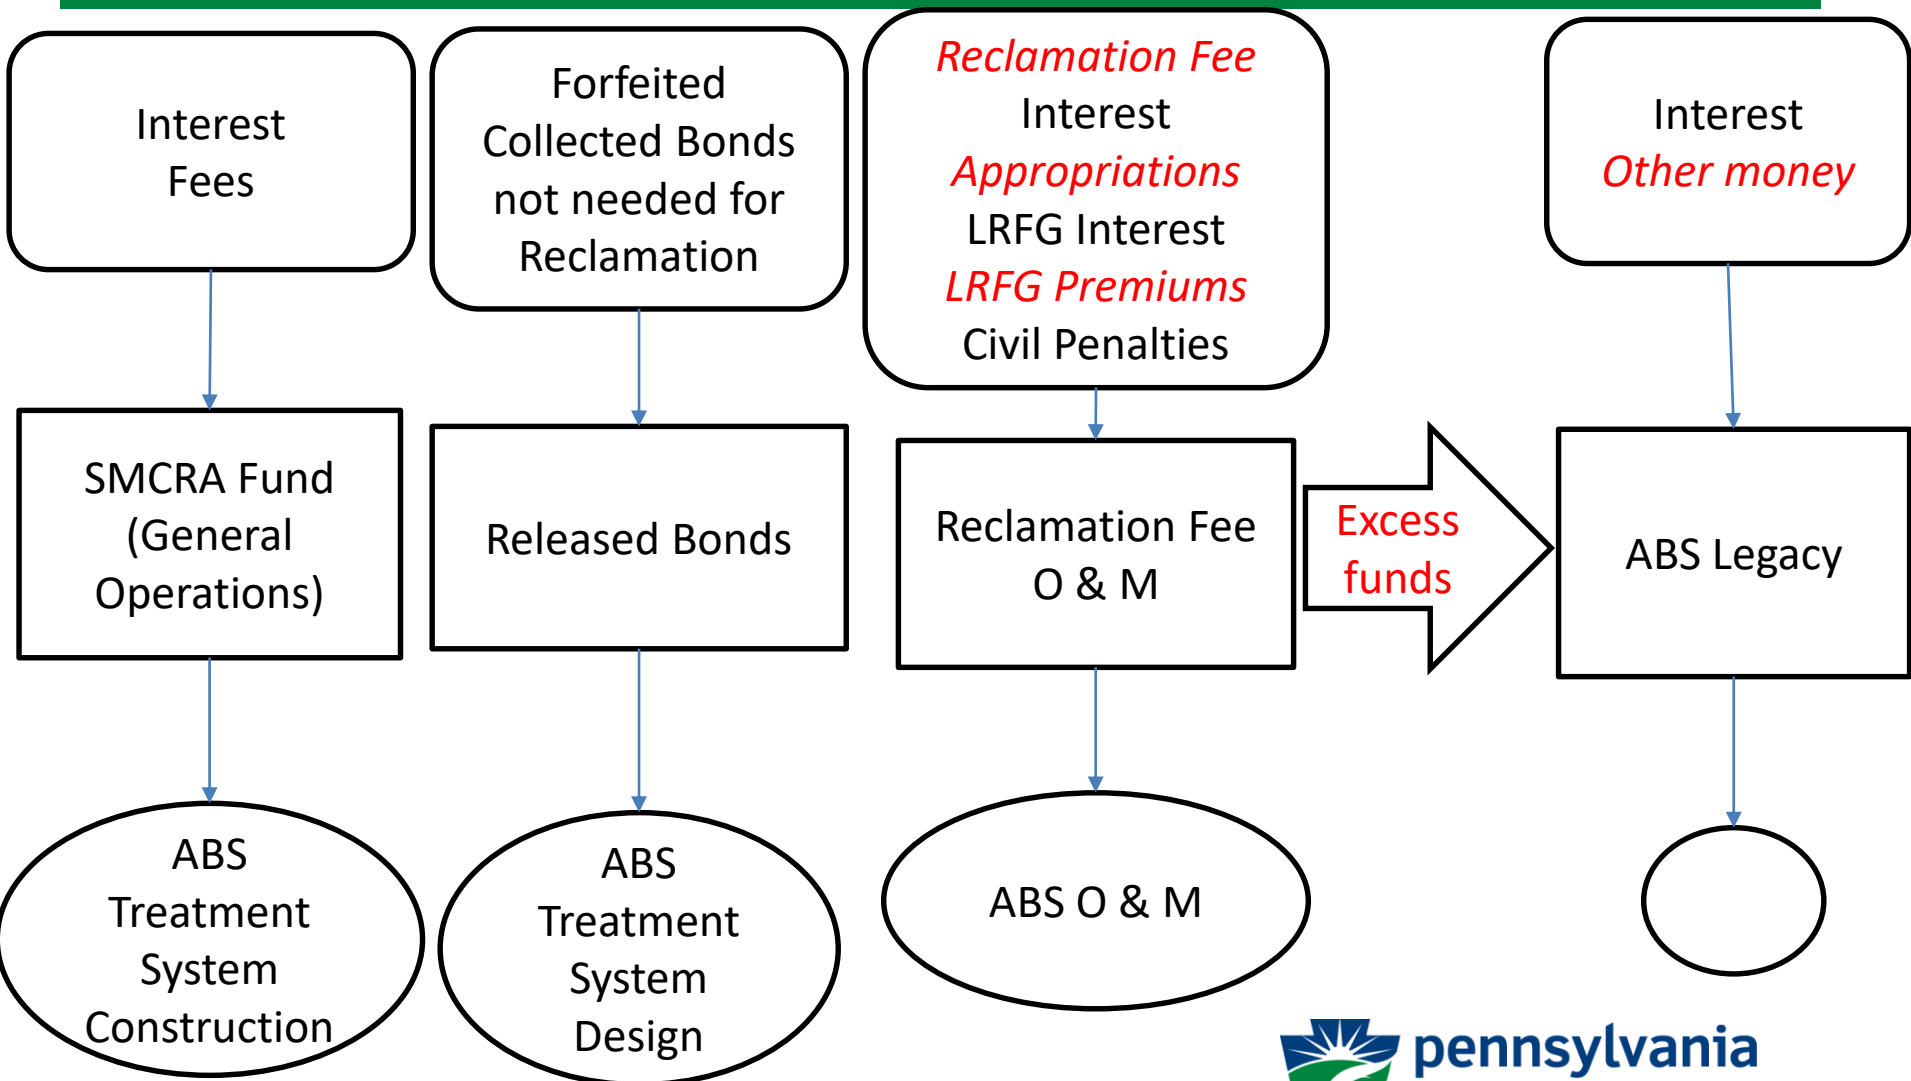 Interest
Fees
Forfeited
Collected Bonds
not needed for
Reclamation
Reclamation Fee
Interest
Appropriations
LRFG Interest
LRFG Premiums
Civil Penalties
Interest
Other money
SMCRA Fund
(General
Operations)
Released Bonds
Reclamation Fee
O & M
Excess
funds
ABS Legacy
ABS
Treatment
System
Construction
ABS
Treatment
System
Design
ABS O & M
pennsylvania